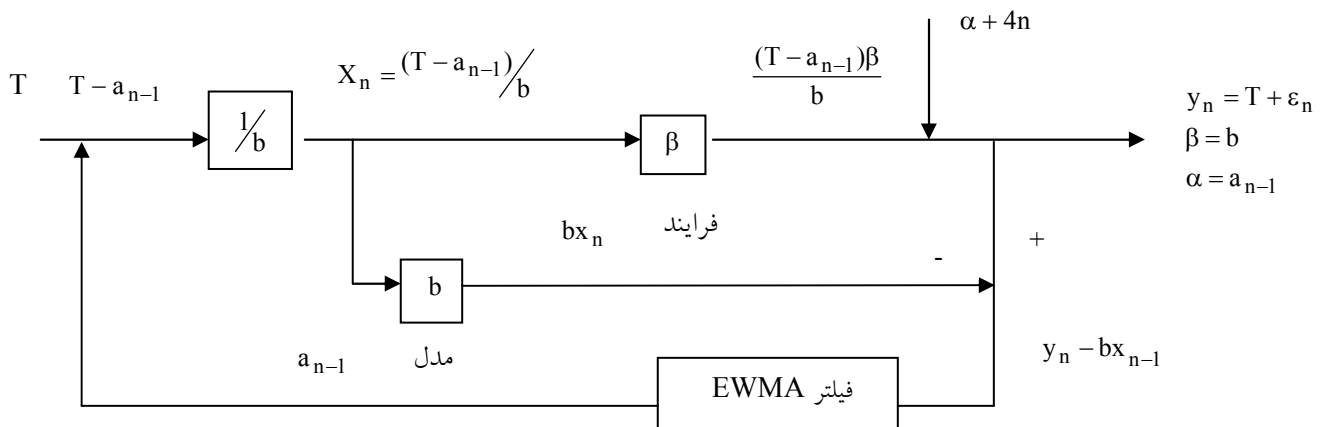 α + 4n
T
T − a_{n−1}
X_n = (T − a_{n−1})/b
(T − a_{n−1})β
b
1/b
β
y_n = T + ε_n
β = b
α = a_{n−1}
bx_n
فرایند
b
-
+
a_{n−1}
مدل
y_n − bx_{n−1}
فیلتر EWMA